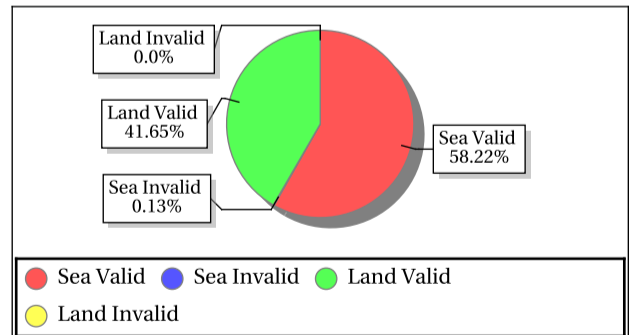 Land Invalid
0.0%
Land Valid
41.65%
Sea Invalid
0.13%
Sea Valid
58.22%
Sea Valid Sea Invalid Land Valid
Land Invalid